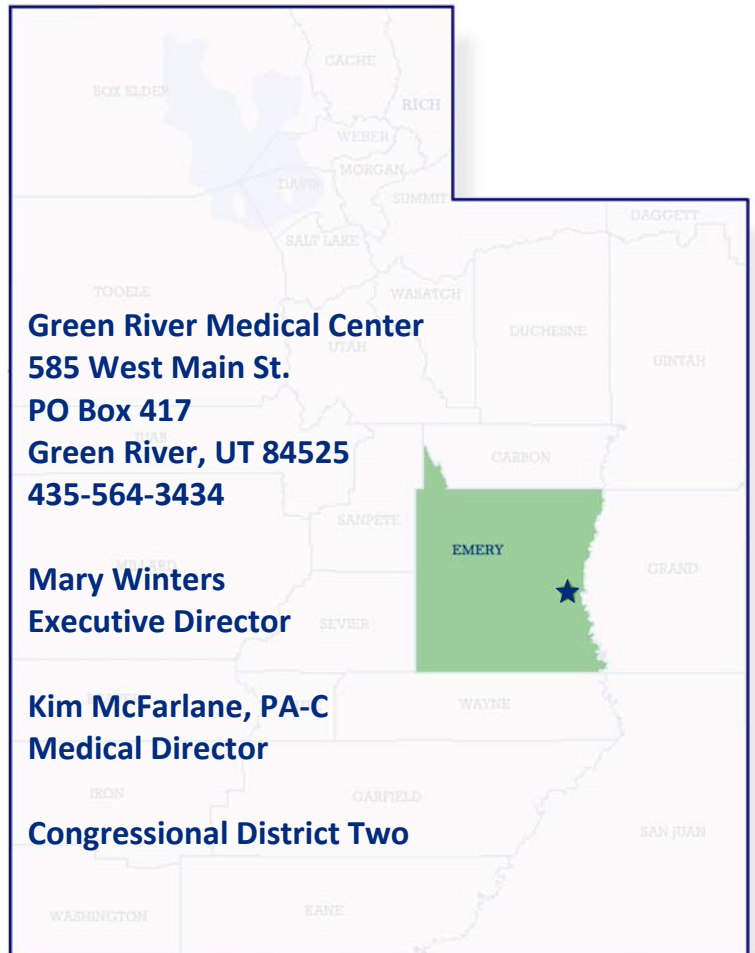 CACHE
BOX ELDER
RICH
WEBER
MORGAN
DAVIS
SUMMIT
DAGGETT
SALT LAKE
TOOELE
WASATCH
Green River Medical Center
DUCHESNE
UTAH
UINTAH
585 West Main St.
PO Box 417
JUAB
Green River, UT 84525
CARBON
435-564-3434
SANPETE
EMERY
MILLARD
GRAND
Mary Winters
Executive Director
SEVIER
Kim McFarlane, PA-C
WAYNE
Medical Director
IRON
GARFIELD
Congressional District Two
SAN JUAN
WASHINGTON
KANE